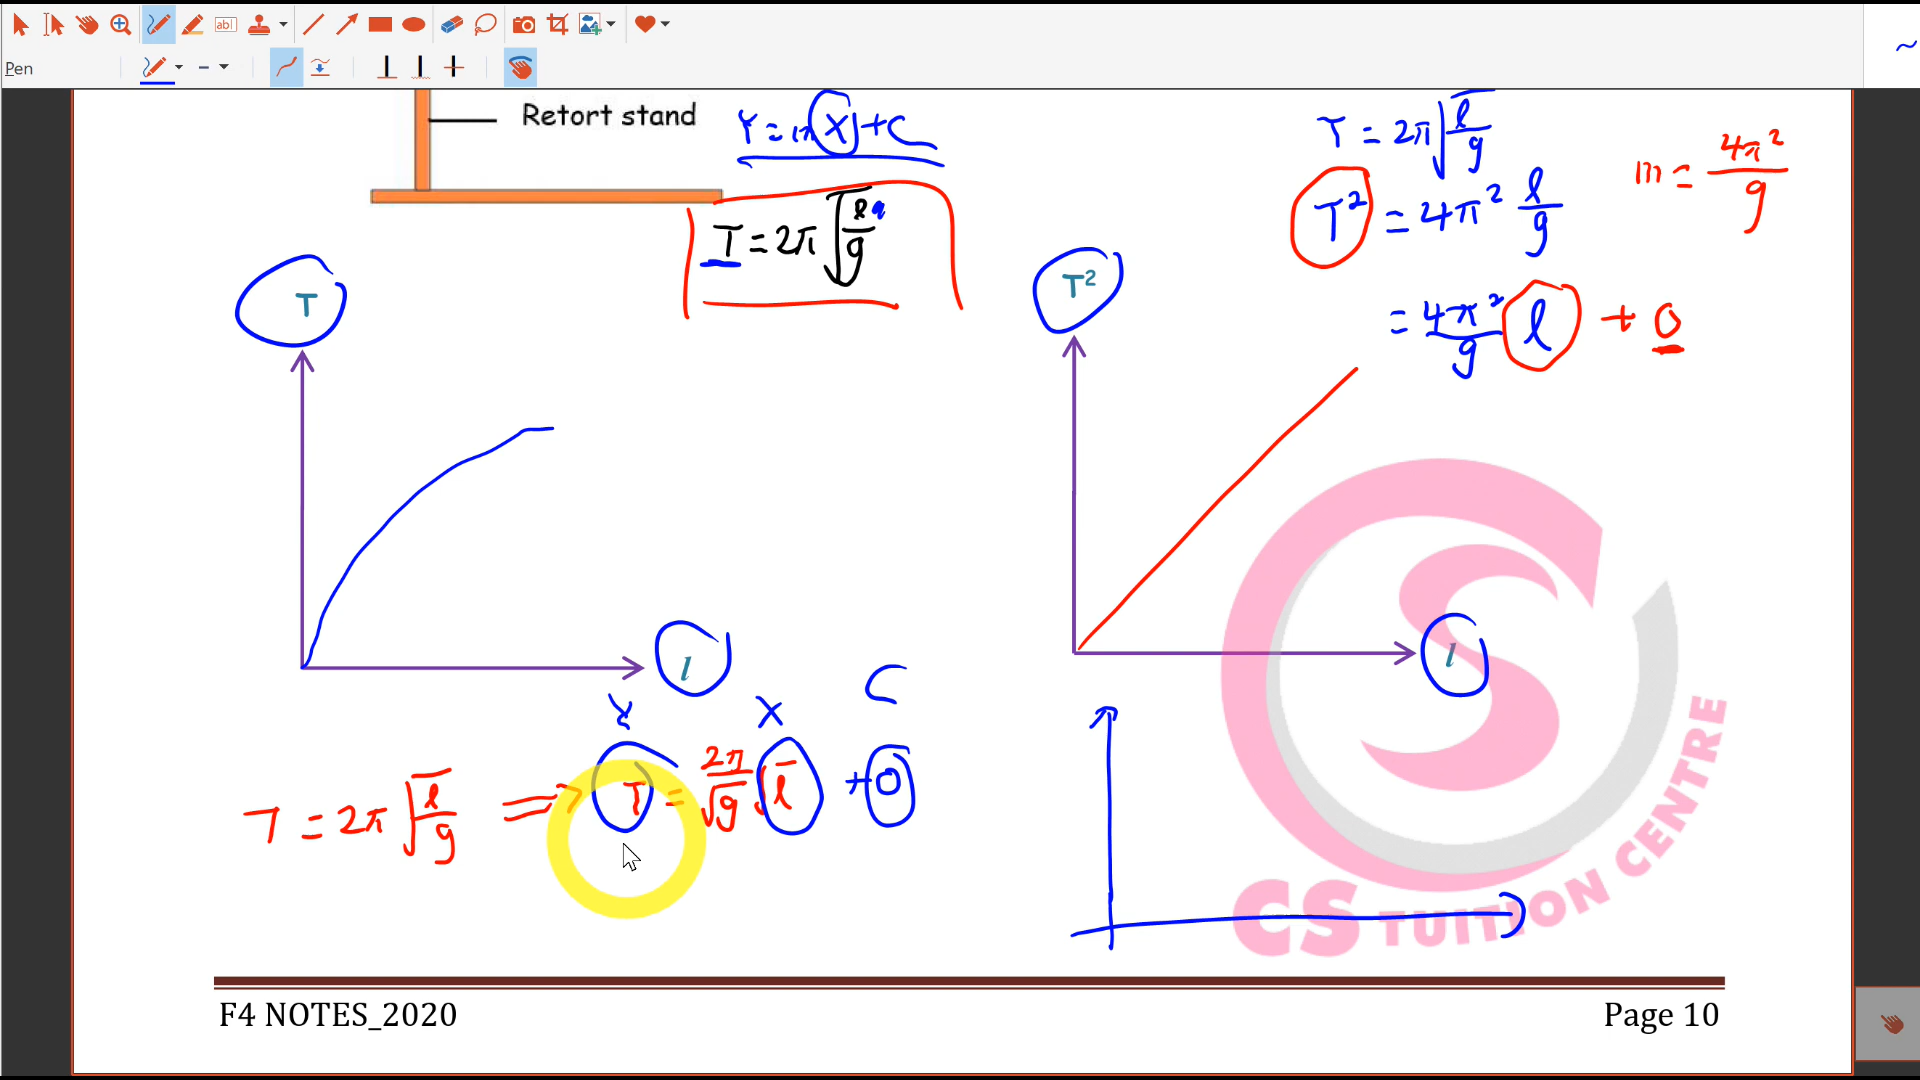 Pen
Retort stand
Y = m X + C
T = 2π √(l/g)
T = 2π √(l/g)
T² = 4π² l/g
= 4π²/g l + 0
m = 4π²/g
T
l
T²
l
Y X C
T = 2π √(l/g) ⇒ T = 2π/√g √l + 0
CS TUITION CENTRE
F4 NOTES_2020
Page 10